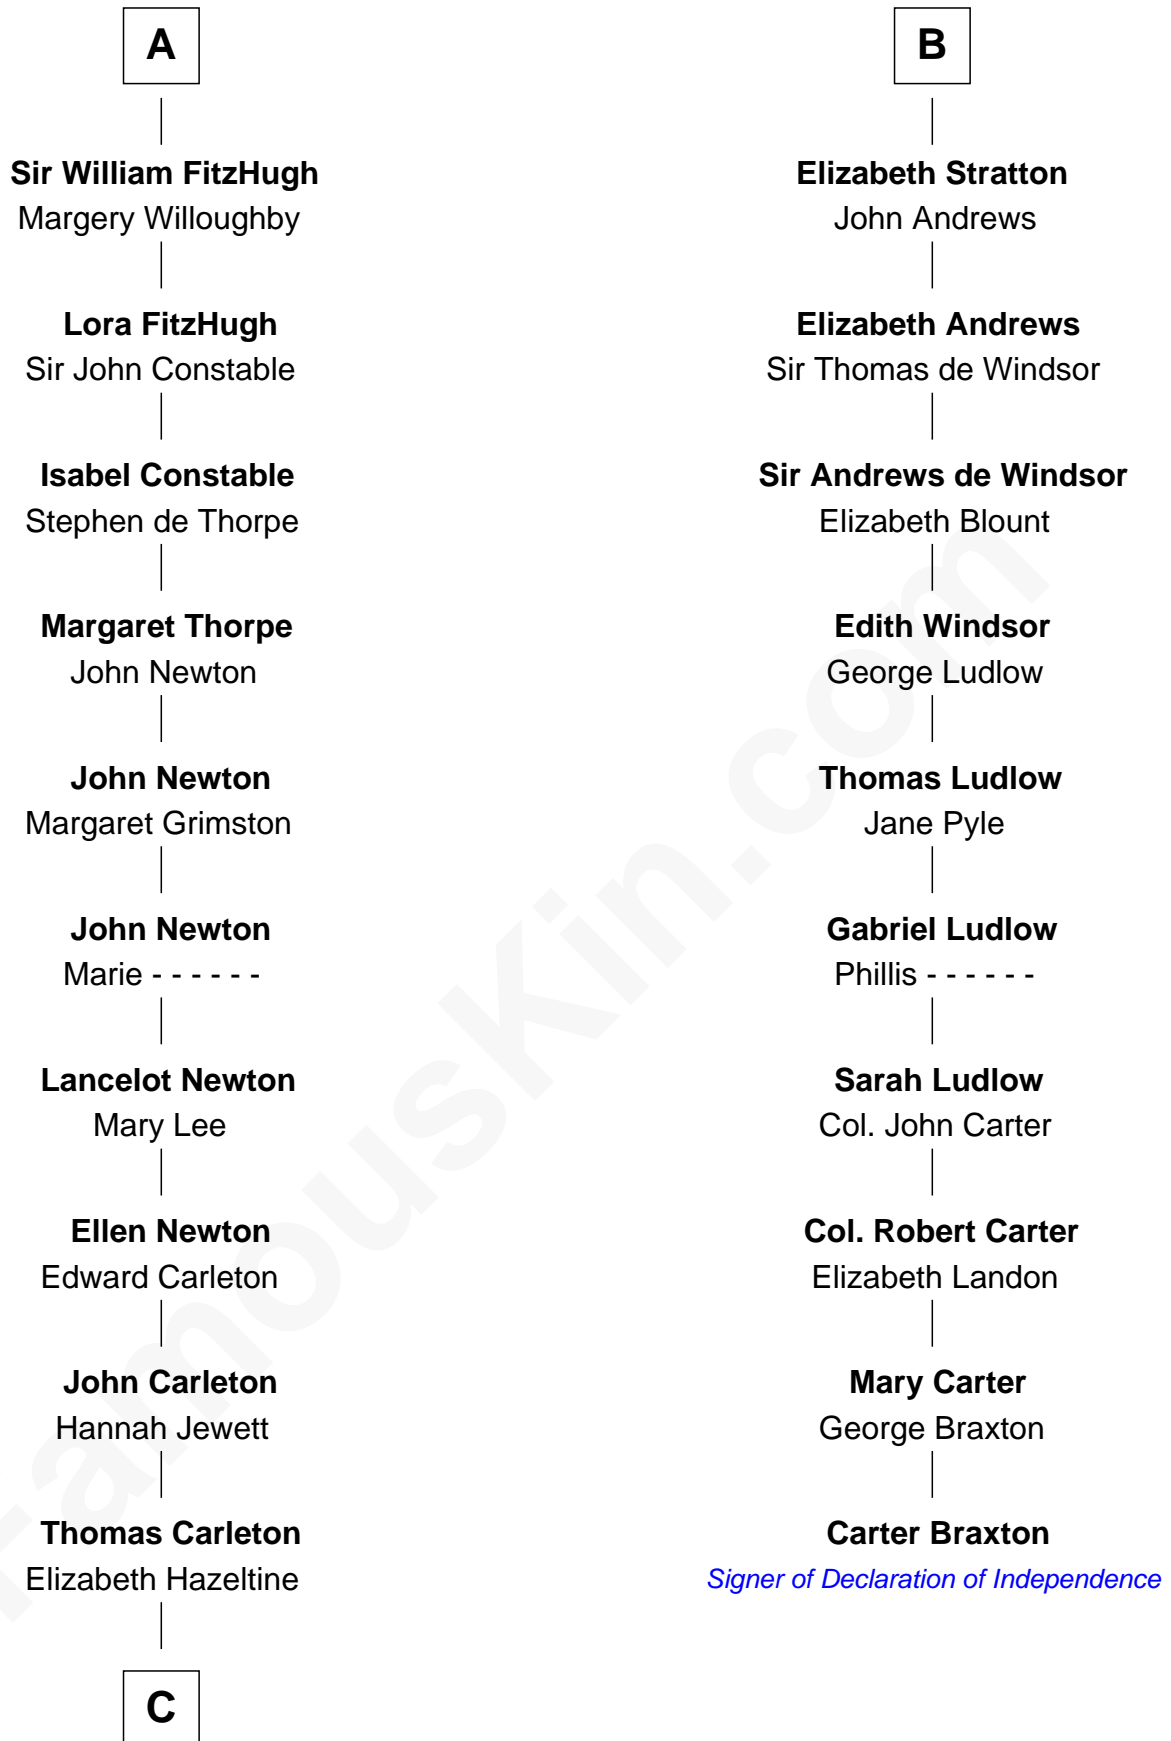 A
Sir William FitzHugh
Margery Willoughby
Lora FitzHugh
Sir John Constable
Isabel Constable
Stephen de Thorpe
Margaret Thorpe
John Newton
John Newton
Margaret Grimston
John Newton
Marie - - - - - -
Lancelot Newton
Mary Lee
Ellen Newton
Edward Carleton
John Carleton
Hannah Jewett
Thomas Carleton
Elizabeth Hazeltine
C
B
Elizabeth Stratton
John Andrews
Elizabeth Andrews
Sir Thomas de Windsor
Sir Andrews de Windsor
Elizabeth Blount
Edith Windsor
George Ludlow
Thomas Ludlow
Jane Pyle
Gabriel Ludlow
Phillis - - - - - -
Sarah Ludlow
Col. John Carter
Col. Robert Carter
Elizabeth Landon
Mary Carter
George Braxton
Carter Braxton
Signer of Declaration of Independence
FamousKin.com